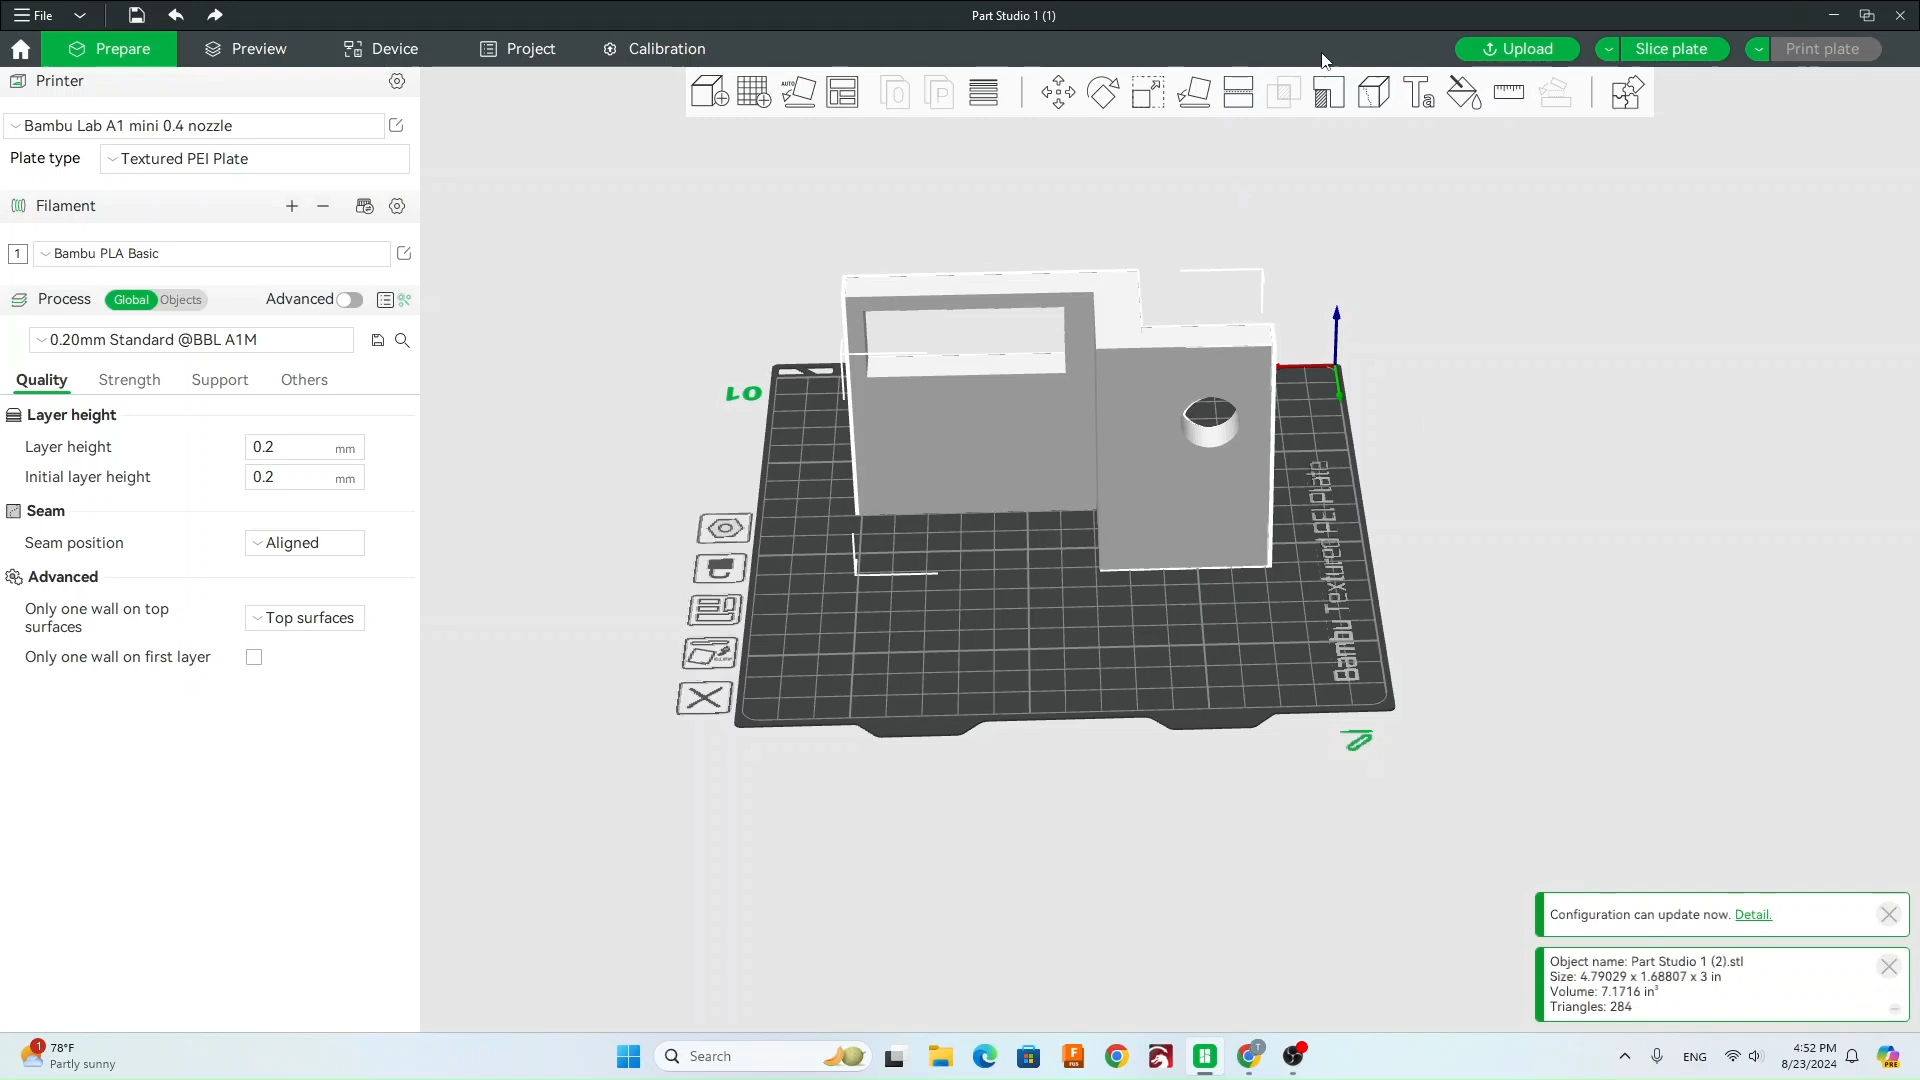 File
Part Studio 1 (1)
Prepare
Preview
Device
Project
Calibration
Upload
Slice plate
Print plate
Printer
AUTO
Bambu Lab A1 mini 0.4 nozzle
Plate type
Textured PEI Plate
Filament
1
Bambu PLA Basic
Process
Global
Objects
Advanced
0.20mm Standard @BBL A1M
Quality
Strength
Support
Others
Layer height
Layer height
0.2
mm
Initial layer height
0.2
mm
Seam
Seam position
Aligned
Advanced
Only one wall on top
surfaces
Top surfaces
Only one wall on first layer
01
Bambu Textured PEI Plate
Configuration can update now. Detail.
Object name: Part Studio 1 (2).stl
Size: 4.79029 x 1.68807 x 3 in
Volume: 7.1716 in³
Triangles: 284
1
78°F
Partly sunny
Search
F
FUS
T
ENG
4:52 PM
8/23/2024
PRE